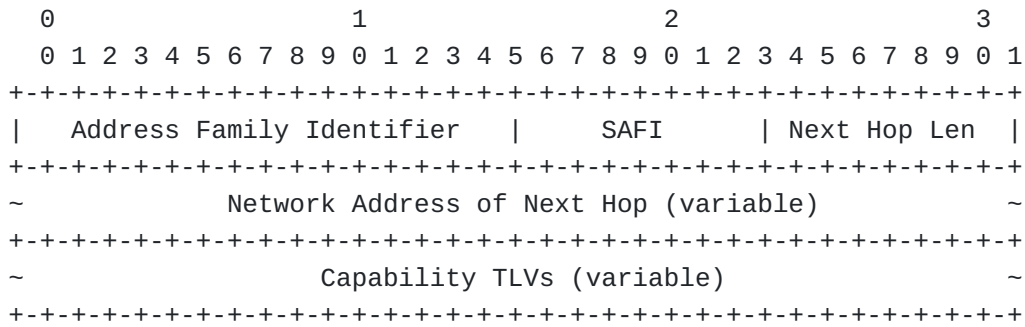 0                   1                   2                   3
 0 1 2 3 4 5 6 7 8 9 0 1 2 3 4 5 6 7 8 9 0 1 2 3 4 5 6 7 8 9 0 1
+-+-+-+-+-+-+-+-+-+-+-+-+-+-+-+-+-+-+-+-+-+-+-+-+-+-+-+-+-+-+-+-+
|   Address Family Identifier   |     SAFI      | Next Hop Len  |
+-+-+-+-+-+-+-+-+-+-+-+-+-+-+-+-+-+-+-+-+-+-+-+-+-+-+-+-+-+-+-+-+
~             Network Address of Next Hop (variable)            ~
+-+-+-+-+-+-+-+-+-+-+-+-+-+-+-+-+-+-+-+-+-+-+-+-+-+-+-+-+-+-+-+-+
~                   Capability TLVs (variable)                  ~
+-+-+-+-+-+-+-+-+-+-+-+-+-+-+-+-+-+-+-+-+-+-+-+-+-+-+-+-+-+-+-+-+